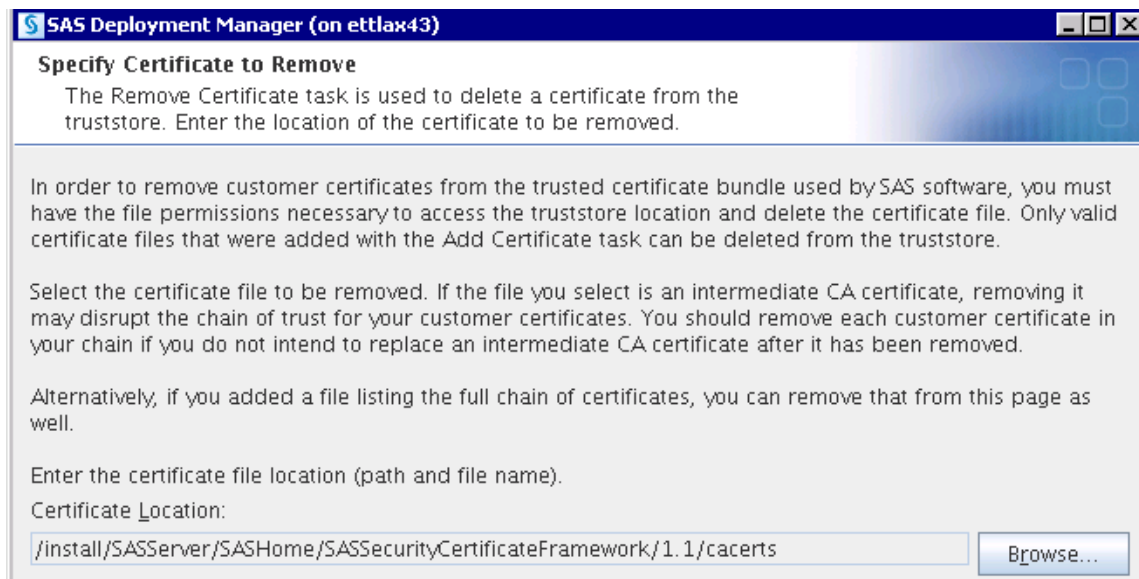 SAS Deployment Manager (on ettlax43)
Specify Certificate to Remove
The Remove Certificate task is used to delete a certificate from the
truststore. Enter the location of the certificate to be removed.
In order to remove customer certificates from the trusted certificate bundle used by SAS software, you must
have the file permissions necessary to access the truststore location and delete the certificate file. Only valid
certificate files that were added with the Add Certificate task can be deleted from the truststore.
Select the certificate file to be removed. If the file you select is an intermediate CA certificate, removing it
may disrupt the chain of trust for your customer certificates. You should remove each customer certificate in
your chain if you do not intend to replace an intermediate CA certificate after it has been removed.
Alternatively, if you added a file listing the full chain of certificates, you can remove that from this page as
well.
Enter the certificate file location (path and file name).
Certificate Location:
/install/SASServer/SASHome/SASSecurityCertificateFramework/1.1/cacerts
Browse...